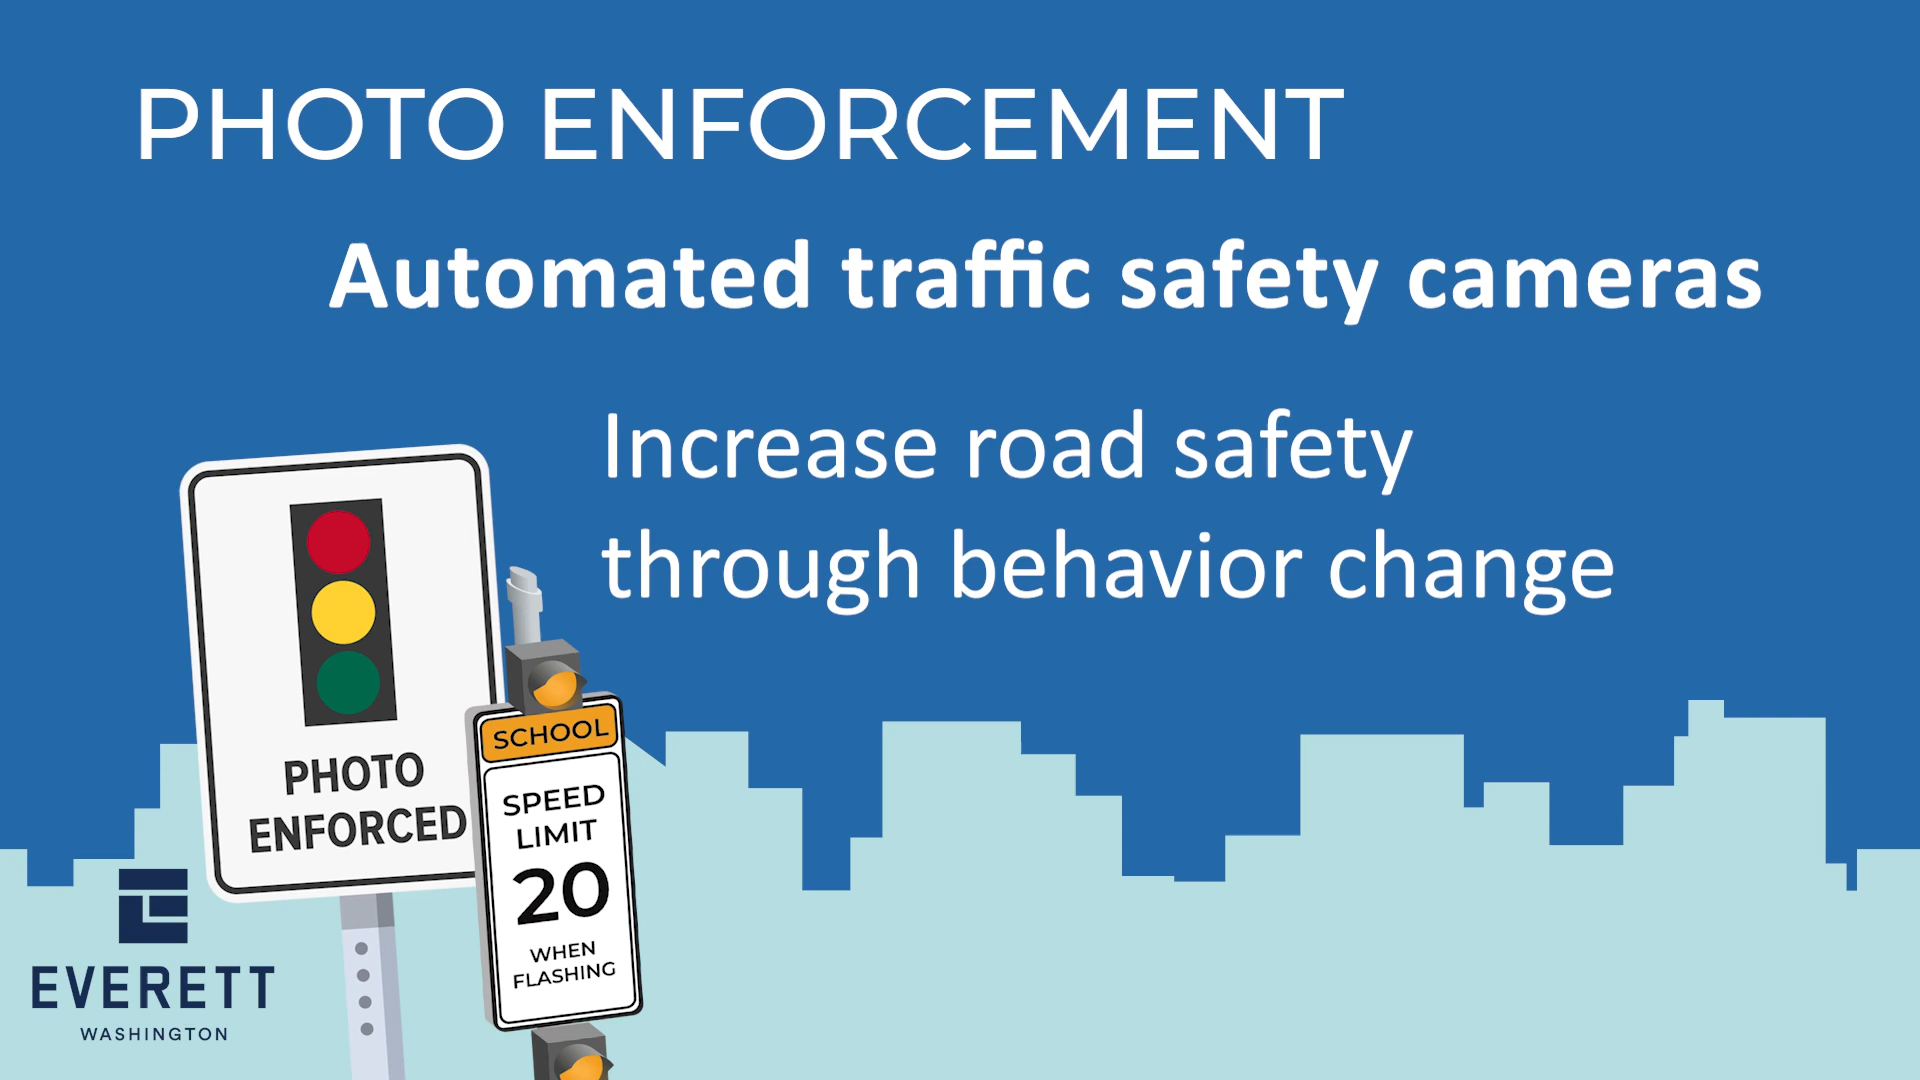 PHOTO ENFORCEMENT
Automated traffic safety cameras
Increase road safety
through behavior change
PHOTO
ENFORCED
SCHOOL
SPEED
LIMIT
20
WHEN
FLASHING
EVERETT
WASHINGTON